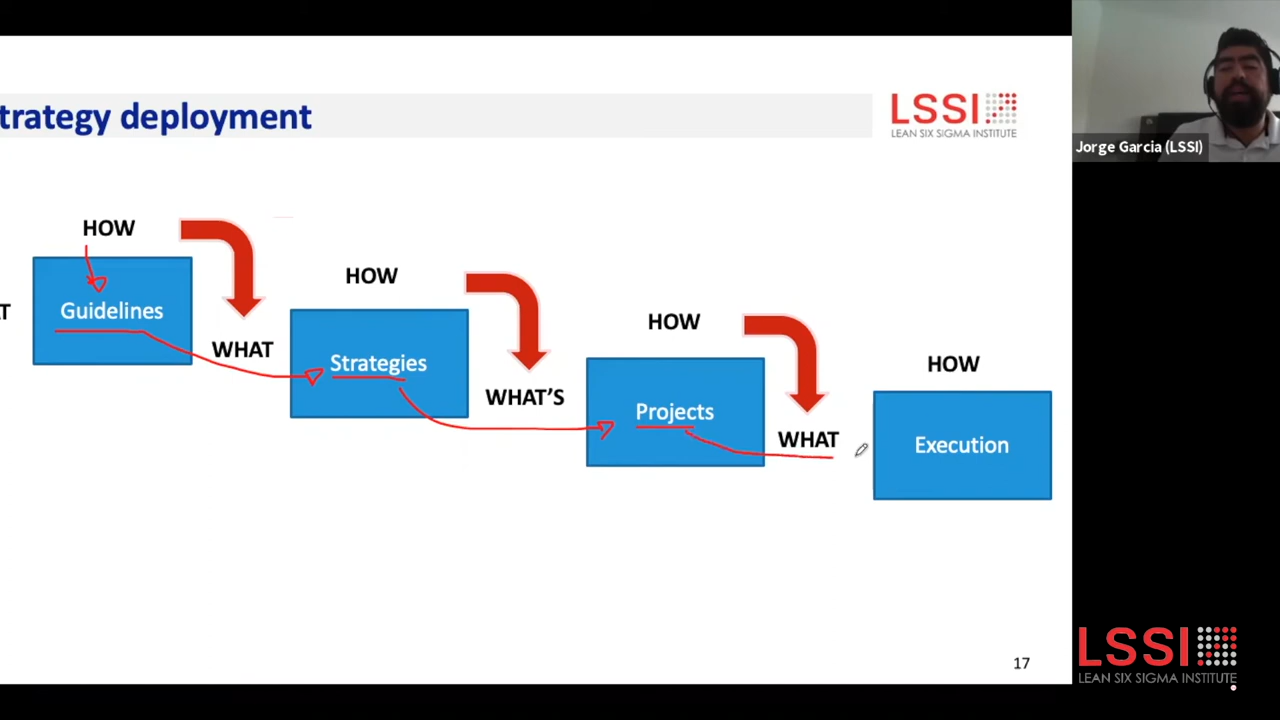 trategy deployment
LSSI
LEAN SIX SIGMA INSTITUTE
Jorge Garcia (LSSI)
HOW
Guidelines
WHAT
HOW
Strategies
WHAT'S
HOW
Projects
WHAT
HOW
Execution
17
LSSI
LEAN SIX SIGMA INSTITUTE